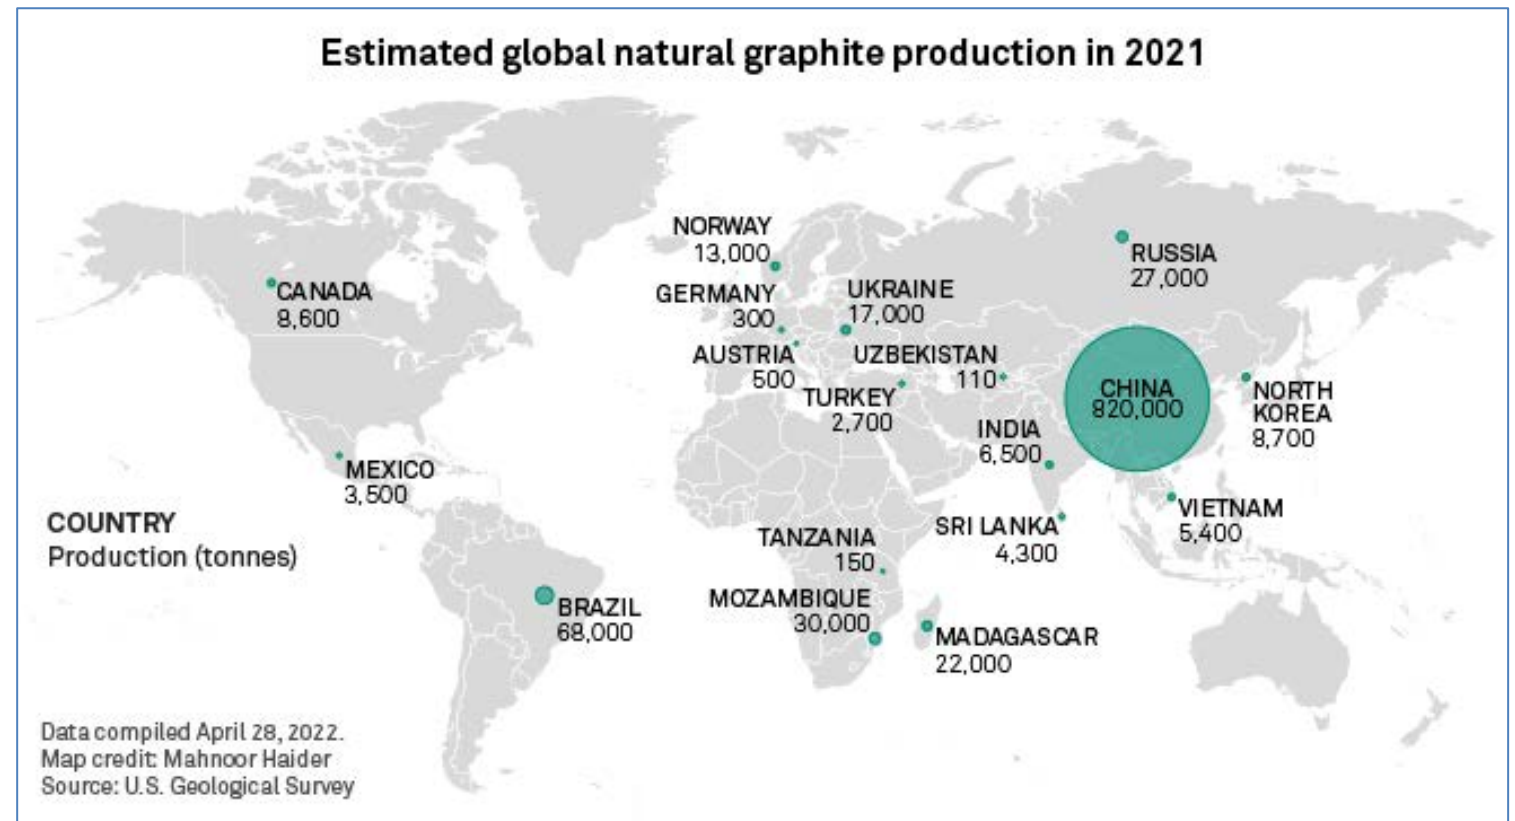 Estimated global natural graphite production in 2021
NORWAY
13,000
RUSSIA
27,000
CANADA
8,600
GERMANY
300
UKRAINE
17,000
AUSTRIA
500
UZBEKISTAN
110
TURKEY
2,700
CHINA
820,000
NORTH
KOREA
8,700
INDIA
6,500
MEXICO
3,500
VIETNAM
5,400
SRI LANKA
4,300
COUNTRY
Production (tonnes)
TANZANIA
150
BRAZIL
68,000
MOZAMBIQUE
30,000
MADAGASCAR
22,000
Data compiled April 28, 2022.
Map credit: Mahnoor Haider
Source: U.S. Geological Survey